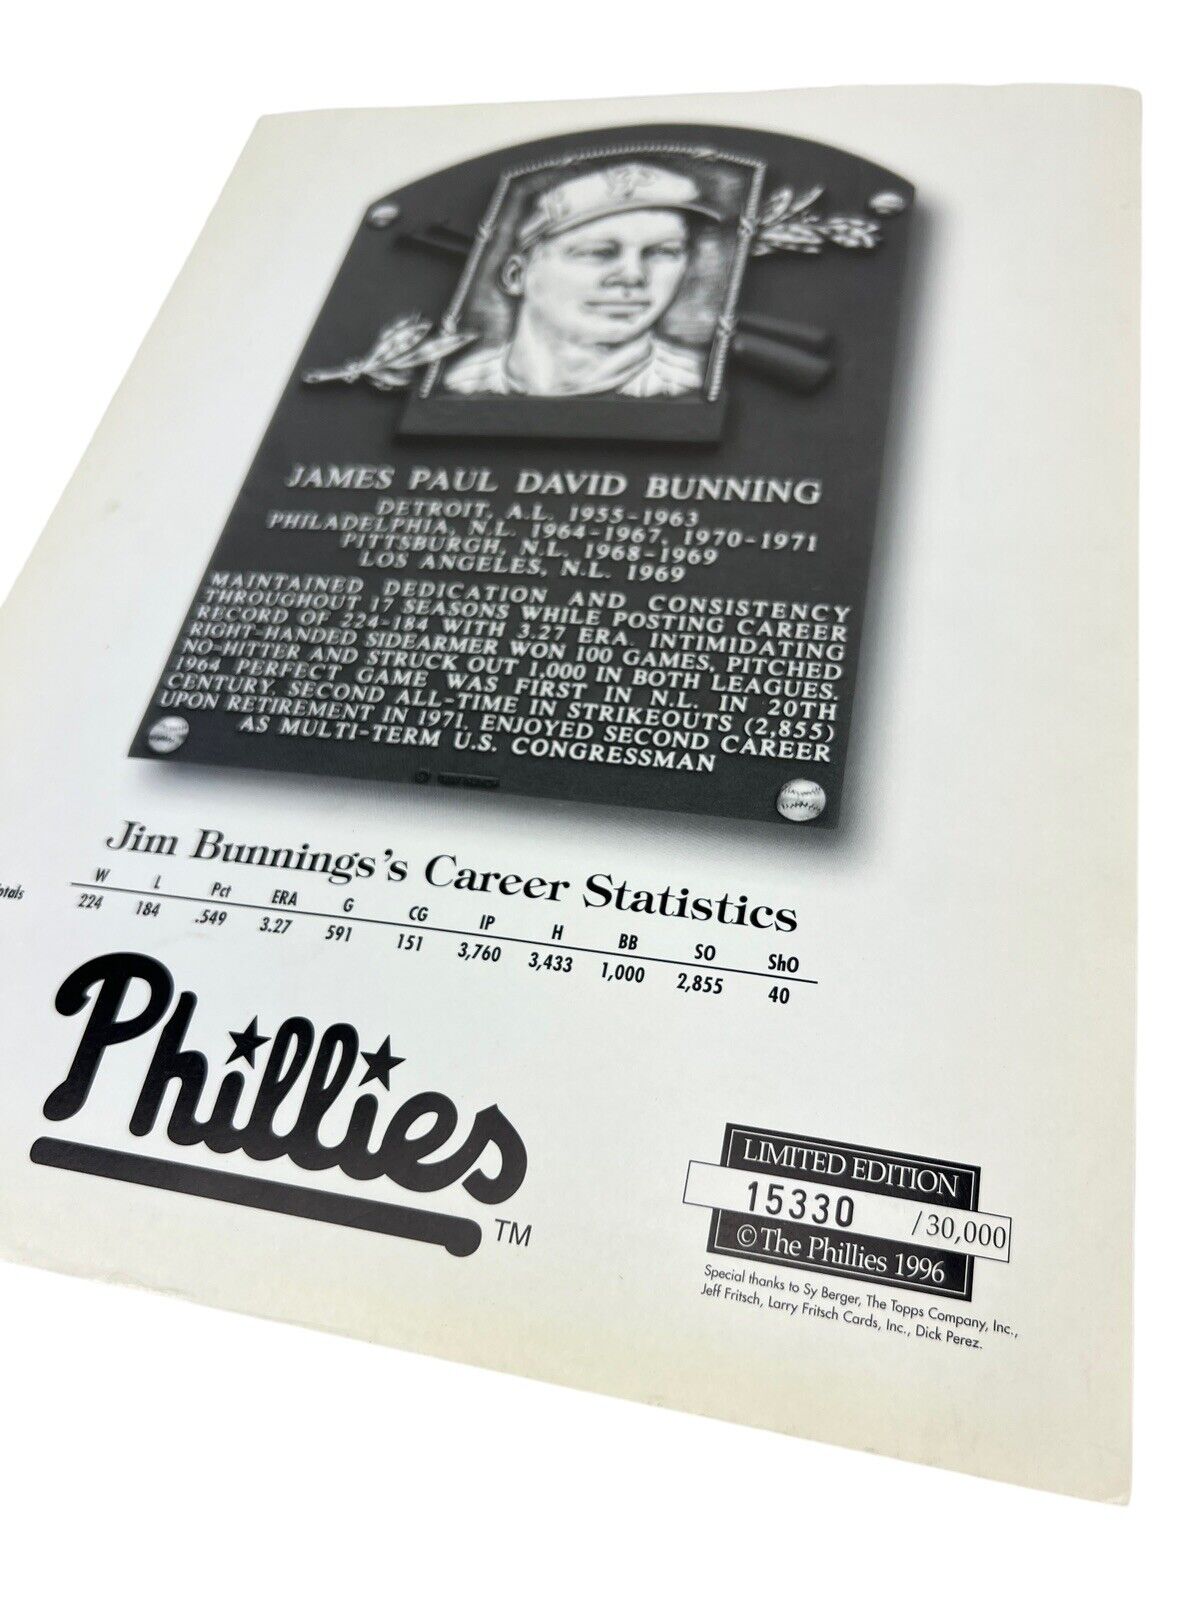 JAMES PAUL DAVID BUNNING
DETROIT, A.L. 1955-1963
PHILADELPHIA, N.L. 1964-1967, 1970-1971
PITTSBURGH, N.L. 1968-1969
LOS ANGELES, N.L. 1969
MAINTAINED DEDICATION AND CONSISTENCY
THROUGHOUT 17 SEASONS WHILE POSTING CAREER
RECORD OF 224-184 WITH 3.27 ERA. INTIMIDATING
RIGHT-HANDED SIDEARMER WON 100 GAMES, PITCHED
NO-HITTER AND STRUCK OUT 1,000 IN BOTH LEAGUES.
1964 PERFECT GAME WAS FIRST IN N.L. IN 20TH
CENTURY. SECOND ALL-TIME IN STRIKEOUTS (2,855)
UPON RETIREMENT IN 1971. ENJOYED SECOND CAREER
AS MULTI-TERM U.S. CONGRESSMAN
Jim Bunnings's Career Statistics
W L Pct ERA G CG IP H BB SO ShO
224 184 .549 3.27 591 151 3,760 3,433 1,000 2,855 40
Phillies TM
LIMITED EDITION
15330 /30,000
© The Phillies 1996
Special thanks to Sy Berger, The Topps Company, Inc.,
Jeff Fritsch, Larry Fritsch Cards, Inc., Dick Perez.